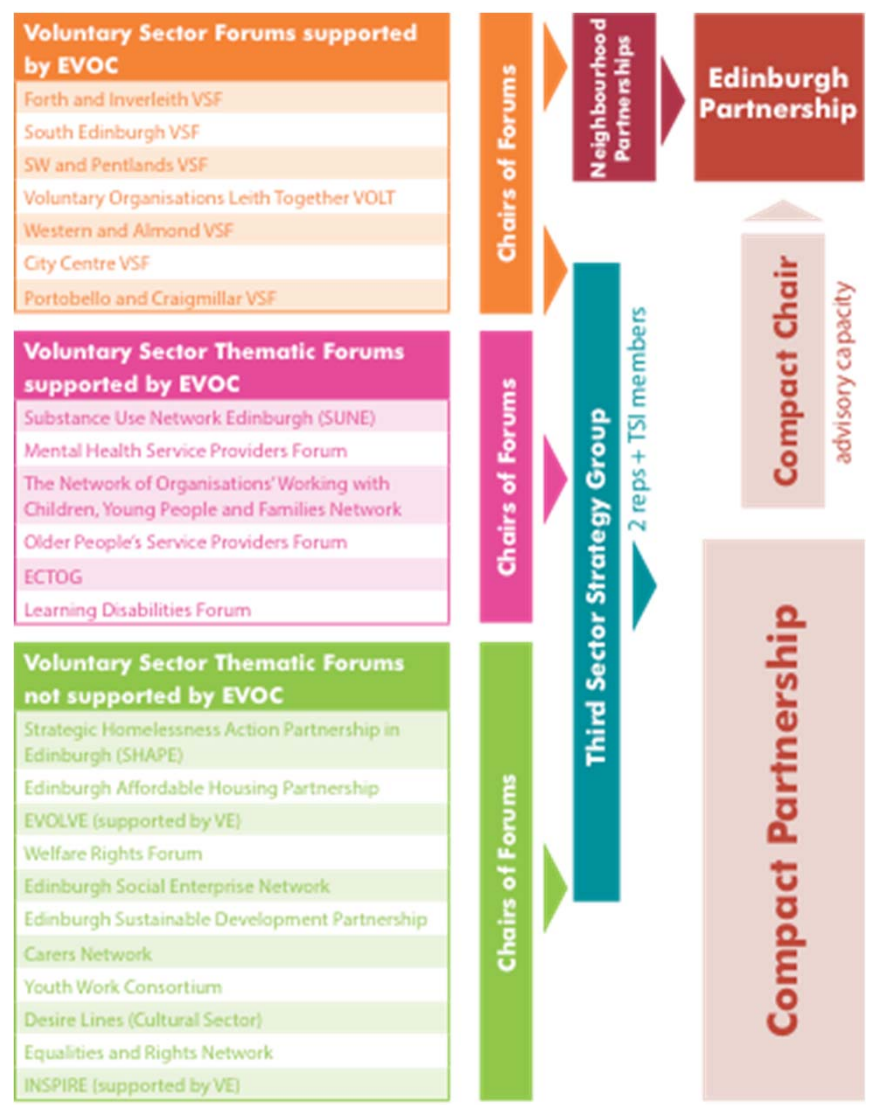 Voluntary Sector Forums supported
by EVOC
Forth and Inverleith VSF
South Edinburgh VSF
SW and Pentlands VSF
Voluntary Organisations Leith Together VOLT
Western and Almond VSF
City Centre VSF
Portobello and Craigmillar VSF
Chairs of Forums
Neighbourhood
Partnerships
Edinburgh
Partnership
Voluntary Sector Thematic Forums
supported by EVOC
Substance Use Network Edinburgh (SUNE)
Mental Health Service Providers Forum
The Network of Organisations' Working with
Children, Young People and Families Network
Older People's Service Providers Forum
ECTOG
Learning Disabilities Forum
Chairs of Forums
Voluntary Sector Thematic Forums
not supported by EVOC
Strategic Homelessness Action Partnership in
Edinburgh (SHAPE)
Edinburgh Affordable Housing Partnership
EVOLVE (supported by VE)
Welfare Rights Forum
Edinburgh Social Enterprise Network
Edinburgh Sustainable Development Partnership
Carers Network
Youth Work Consortium
Desire Lines (Cultural Sector)
Equalities and Rights Network
INSPIRE (supported by VE)
Chairs of Forums
Third Sector Strategy Group
2 reps + TSI members
Compact Chair
advisory capacity
Compact Partnership